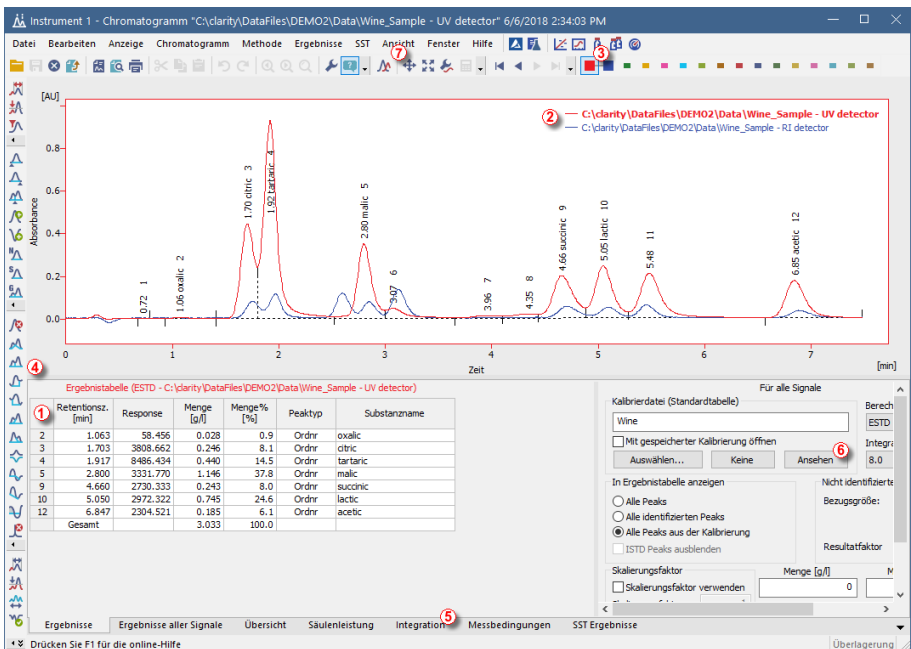 Instrument 1 - Chromatogramm "C:\clarity\DataFiles\DEMO2\Data\Wine_Sample - UV detector" 6/6/2018 2:34:03 PM
Datei Bearbeiten Anzeige Chromatogramm Methode Ergebnisse SST Ansicht Fenster Hilfe
7
3
[AU]
2
C:\clarity\DataFiles\DEMO2\Data\Wine_Sample - UV detector
C:\clarity\DataFiles\DEMO2\Data\Wine_Sample - RI detector
Absorbance
0.8
0.6
0.4
0.2
0.0
0.72 1
1.06 oxalic 2
1.70 citric 3
1.92 tartaric 4
2.80 malic 5
3.07 6
3.96 7
4.35 8
4.66 succinic 9
5.05 lactic 10
5.48 11
6.85 acetic 12
0 1 2 3 4 5 6 7
Zeit
[min]
4
Ergebnistabelle (ESTD - C:\clarity\DataFiles\DEMO2\Data\Wine_Sample - UV detector)
1
Retentionsz. [min] Response Menge [g/l] Menge% [%] Peaktyp Substanzname
2 1.063 58.456 0.028 0.9 Ordnr oxalic
3 1.703 3808.662 0.246 8.1 Ordnr citric
4 1.917 8486.434 0.440 14.5 Ordnr tartaric
5 2.800 3331.770 1.146 37.8 Ordnr malic
9 4.660 2730.333 0.243 8.0 Ordnr succinic
10 5.050 2972.322 0.745 24.6 Ordnr lactic
12 6.847 2304.521 0.185 6.1 Ordnr acetic
Gesamt 3.033 100.0
Für alle Signale
Kalibrierdatei (Standardtabelle)
Wine
Mit gespeicherter Kalibrierung öffnen
Auswählen... Keine Ansehen
6
Berech
ESTD
Integra
8.0
In Ergebnistabelle anzeigen
Alle Peaks
Alle identifizierten Peaks
Alle Peaks aus der Kalibrierung
ISTD Peaks ausblenden
Nicht identifizierte
Bezugsgröße:
Resultatfaktor
Skalierungsfaktor
Skalierungsfaktor verwenden
Menge [g/l] M
0
Ergebnisse Ergebnisse aller Signale Übersicht Säulenleistung Integration 5 Messbedingungen SST Ergebnisse
Drücken Sie F1 für die online-Hilfe
Überlagerung